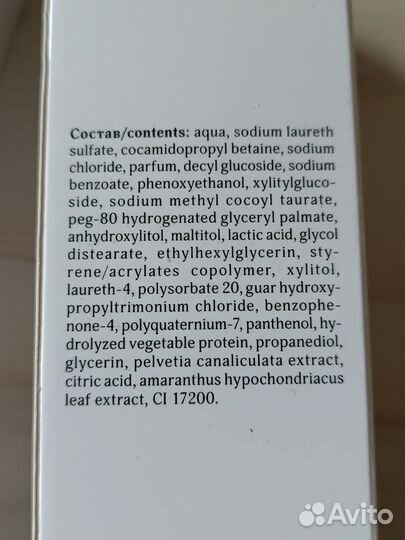 Состав/contents: aqua, sodium laureth
sulfate, cocamidopropyl betaine, sodium
chloride, parfum, decyl glucoside, sodium
benzoate, phenoxyethanol, xylitylgluco-
side, sodium methyl cocoyl taurate,
peg-80 hydrogenated glyceryl palmate,
anhydroxylitol, maltitol, lactic acid, glycol
distearate, ethylhexylglycerin, sty-
rene/acrylates copolymer, xylitol,
laureth-4, polysorbate 20, guar hydroxy-
propyltrimonium chloride, benzophe-
none-4, polyquaternium-7, panthenol, hy-
drolyzed vegetable protein, propanediol,
glycerin, pelvetia canaliculata extract,
citric acid, amaranthus hypochondriacus
leaf extract, CI 17200.
Avito